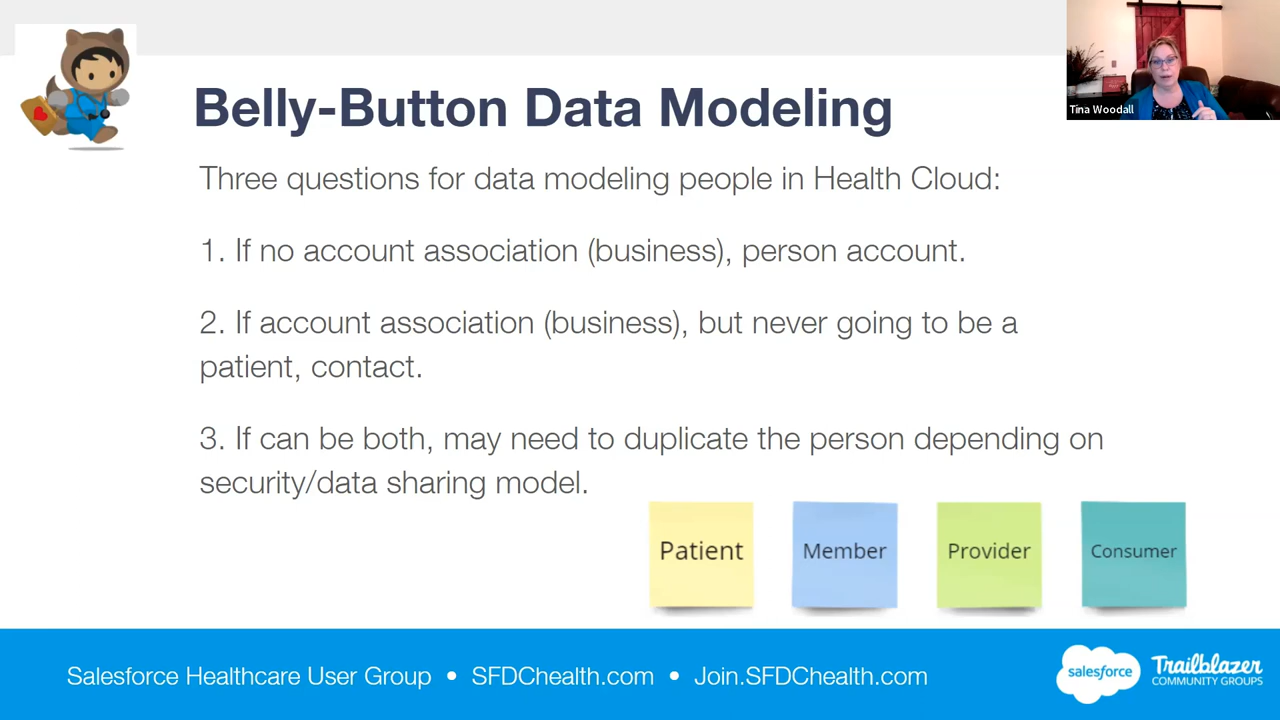 Belly-Button Data Modeling
Tina Woodall
Three questions for data modeling people in Health Cloud:
1. If no account association (business), person account.
2. If account association (business), but never going to be a
patient, contact.
3. If can be both, may need to duplicate the person depending on
security/data sharing model.
Patient
Member
Provider
Consumer
Salesforce Healthcare User Group • SFDChealth.com • Join.SFDChealth.com
salesforce
Trailblazer
COMMUNITY GROUPS